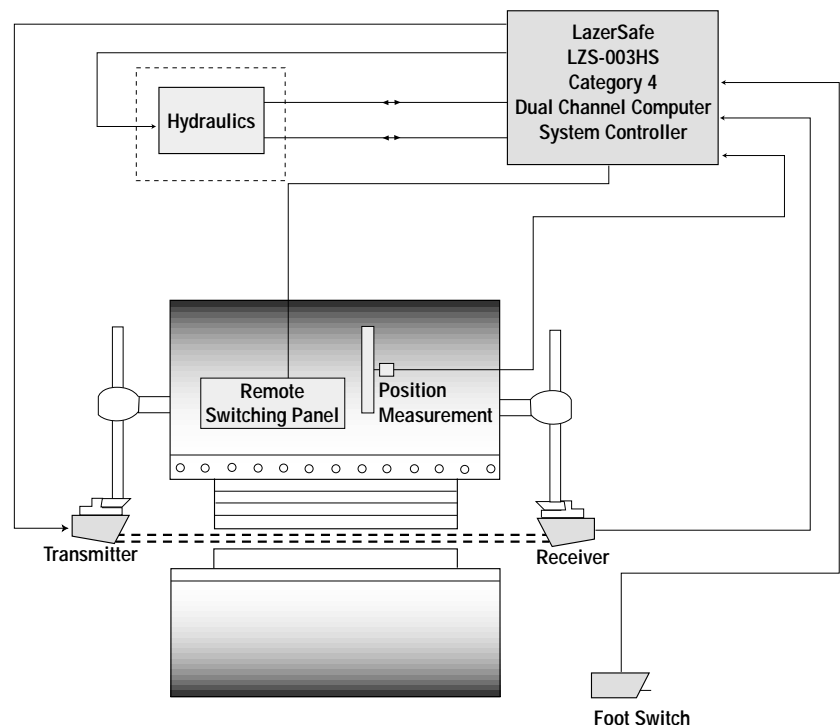 LazerSafe
LZS-003HS
Category 4
Dual Channel Computer
System Controller
Hydraulics
Remote
Switching Panel
Position
Measurement
Transmitter
Receiver
Foot Switch